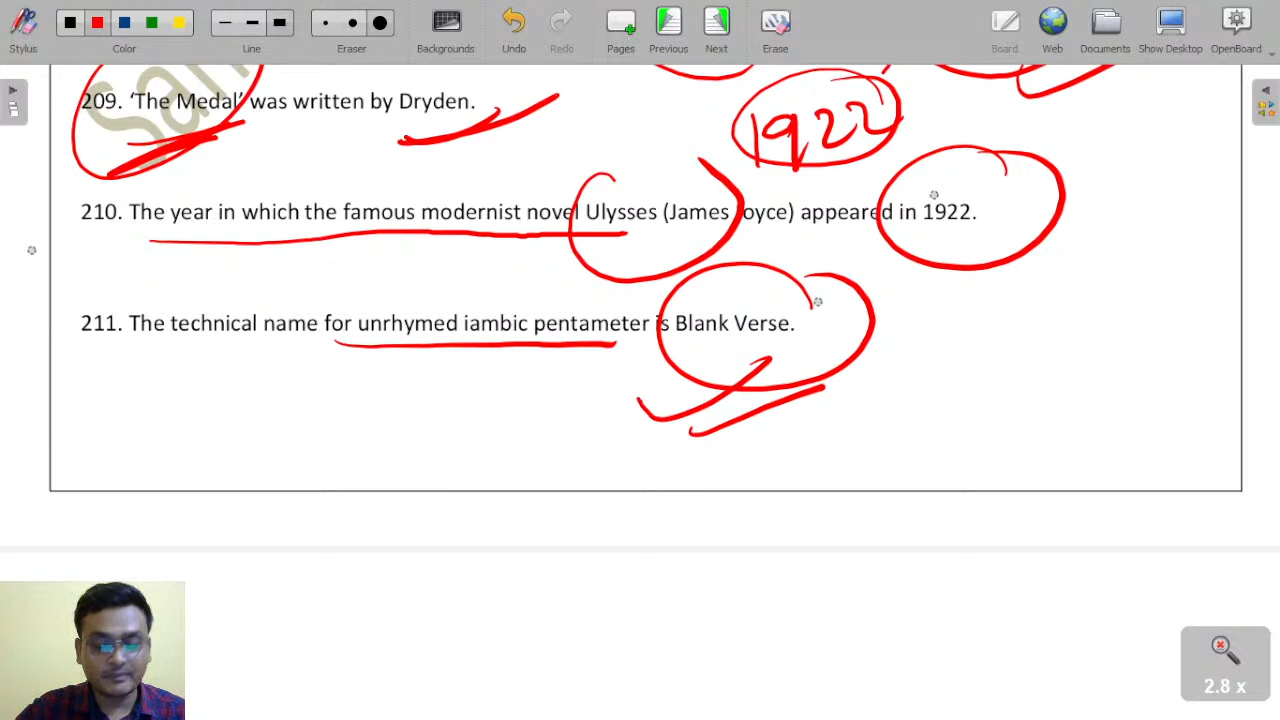 Stylus
Color
Line
Eraser
Backgrounds
Undo
Redo
Pages
Previous
Next
Erase
Board
Web
Documents
Show Desktop
OpenBoard
San
209. ‘The Medal’ was written by Dryden.
1922
210. The year in which the famous modernist novel Ulysses (James Joyce) appeared in 1922.
211. The technical name for unrhymed iambic pentameter is Blank Verse.
2.8 x